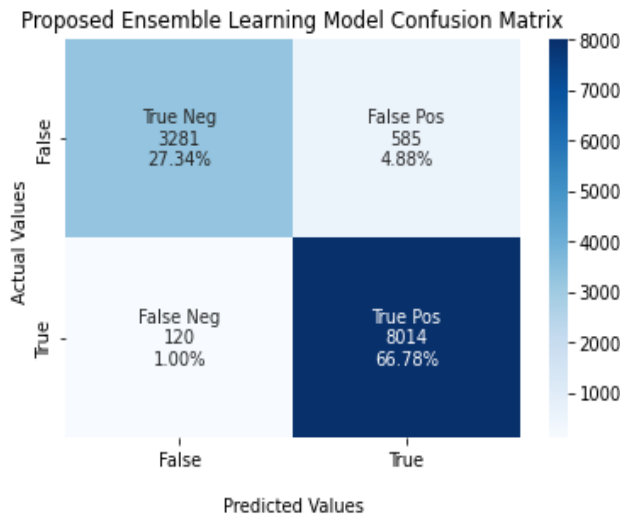 Proposed Ensemble Learning Model Confusion Matrix
True Neg
3281
27.34%
False Pos
585
4.88%
False Neg
120
1.00%
True Pos
8014
66.78%
False
True
Actual Values
False
True
Predicted Values
8000
7000
6000
5000
4000
3000
2000
1000